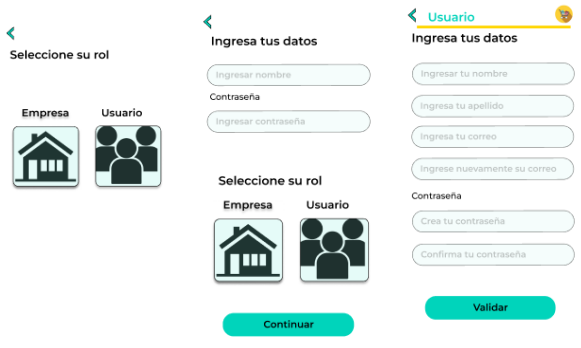 Seleccione su rol
Empresa
Usuario
Ingresa tus datos
Ingresar nombre
Contraseña
Ingresar contraseña
Seleccione su rol
Empresa
Usuario
Continuar
Usuario
Ingresa tus datos
Ingresar tu nombre
Ingresa tu apellido
Ingresa tu correo
Ingrese nuevamente su correo
Contraseña
Crea tu contraseña
Confirma tu contraseña
Validar